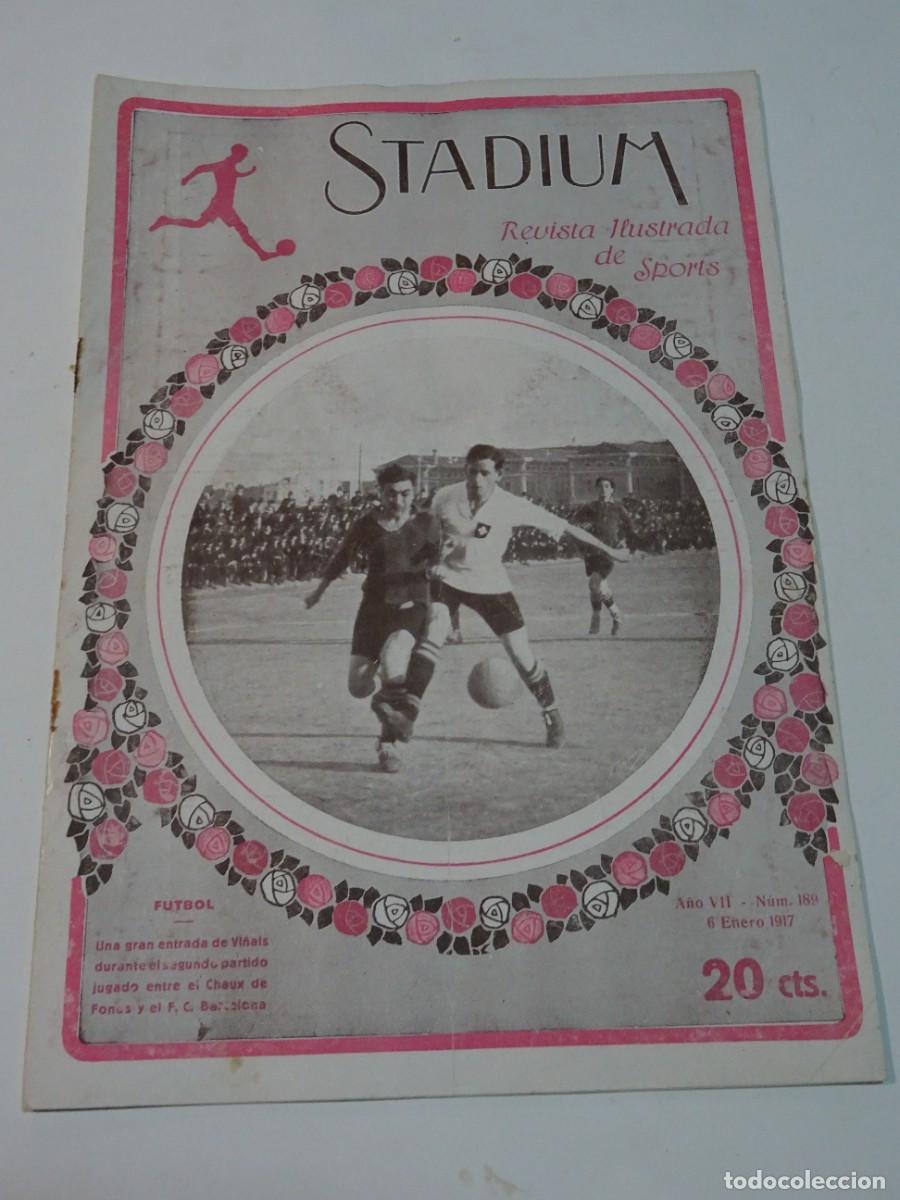 STADIUM
Revista Ilustrada
de Sports
FUTBOL
Una gran entrada de Viñals
durante el segundo partido
jugado entre el Chaux de
Fonds y el F. C. Barcelona
Año VII - Núm. 189
6 Enero 1917
20 cts.
todocoleccion